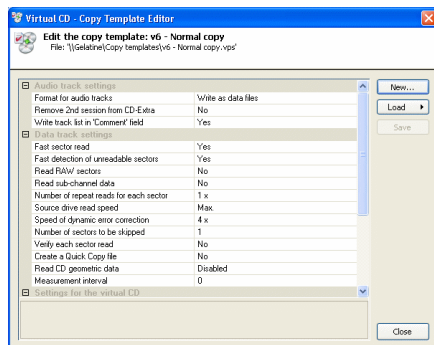 Virtual CD - Copy Template Editor
Edit the copy template: v6 - Normal copy
File: "\\Gelatine\Copy templates\v6 - Normal copy.vps'
Audio track settings
Format for audio tracks Write as data files
Remove 2nd session from CD-Extra No
Write track list in 'Comment' field Yes
Data track settings
Fast sector read Yes
Fast detection of unreadable sectors Yes
Read RAW sectors No
Read sub-channel data No
Number of repeat reads for each sector 1 x
Source drive read speed Max.
Speed of dynamic error correction 4 x
Number of sectors to be skipped 1
Verify each sector read No
Create a Quick Copy file No
Read CD geometric data Disabled
Measurement interval 0
Settings for the virtual CD
New...
Load
Save
Close